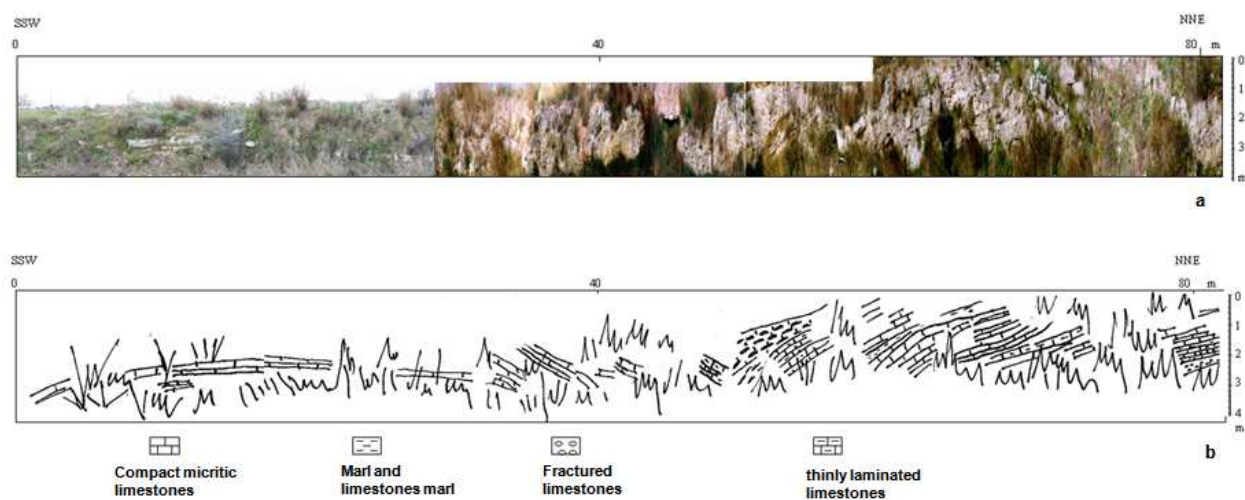 SSW
NNE
0
40
80 m
0
1
2
3
m
a
SSW
NNE
0
40
80 m
0
1
2
3
4
m
b
Compact micritic
limestones
Marl and
limestones marl
Fractured
limestones
thinly laminated
limestones